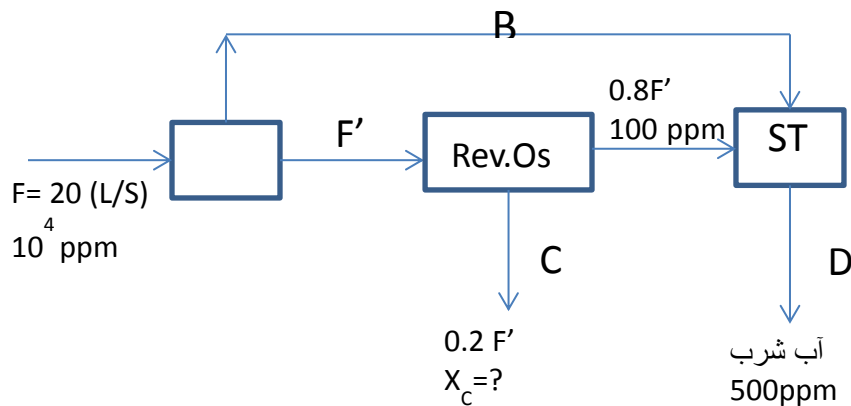 B
0.8F’
100 ppm
F’
Rev.Os
ST
F= 20 (L/S)
10⁴ ppm
C
D
0.2 F’
X_C=?
آب شرب
500ppm